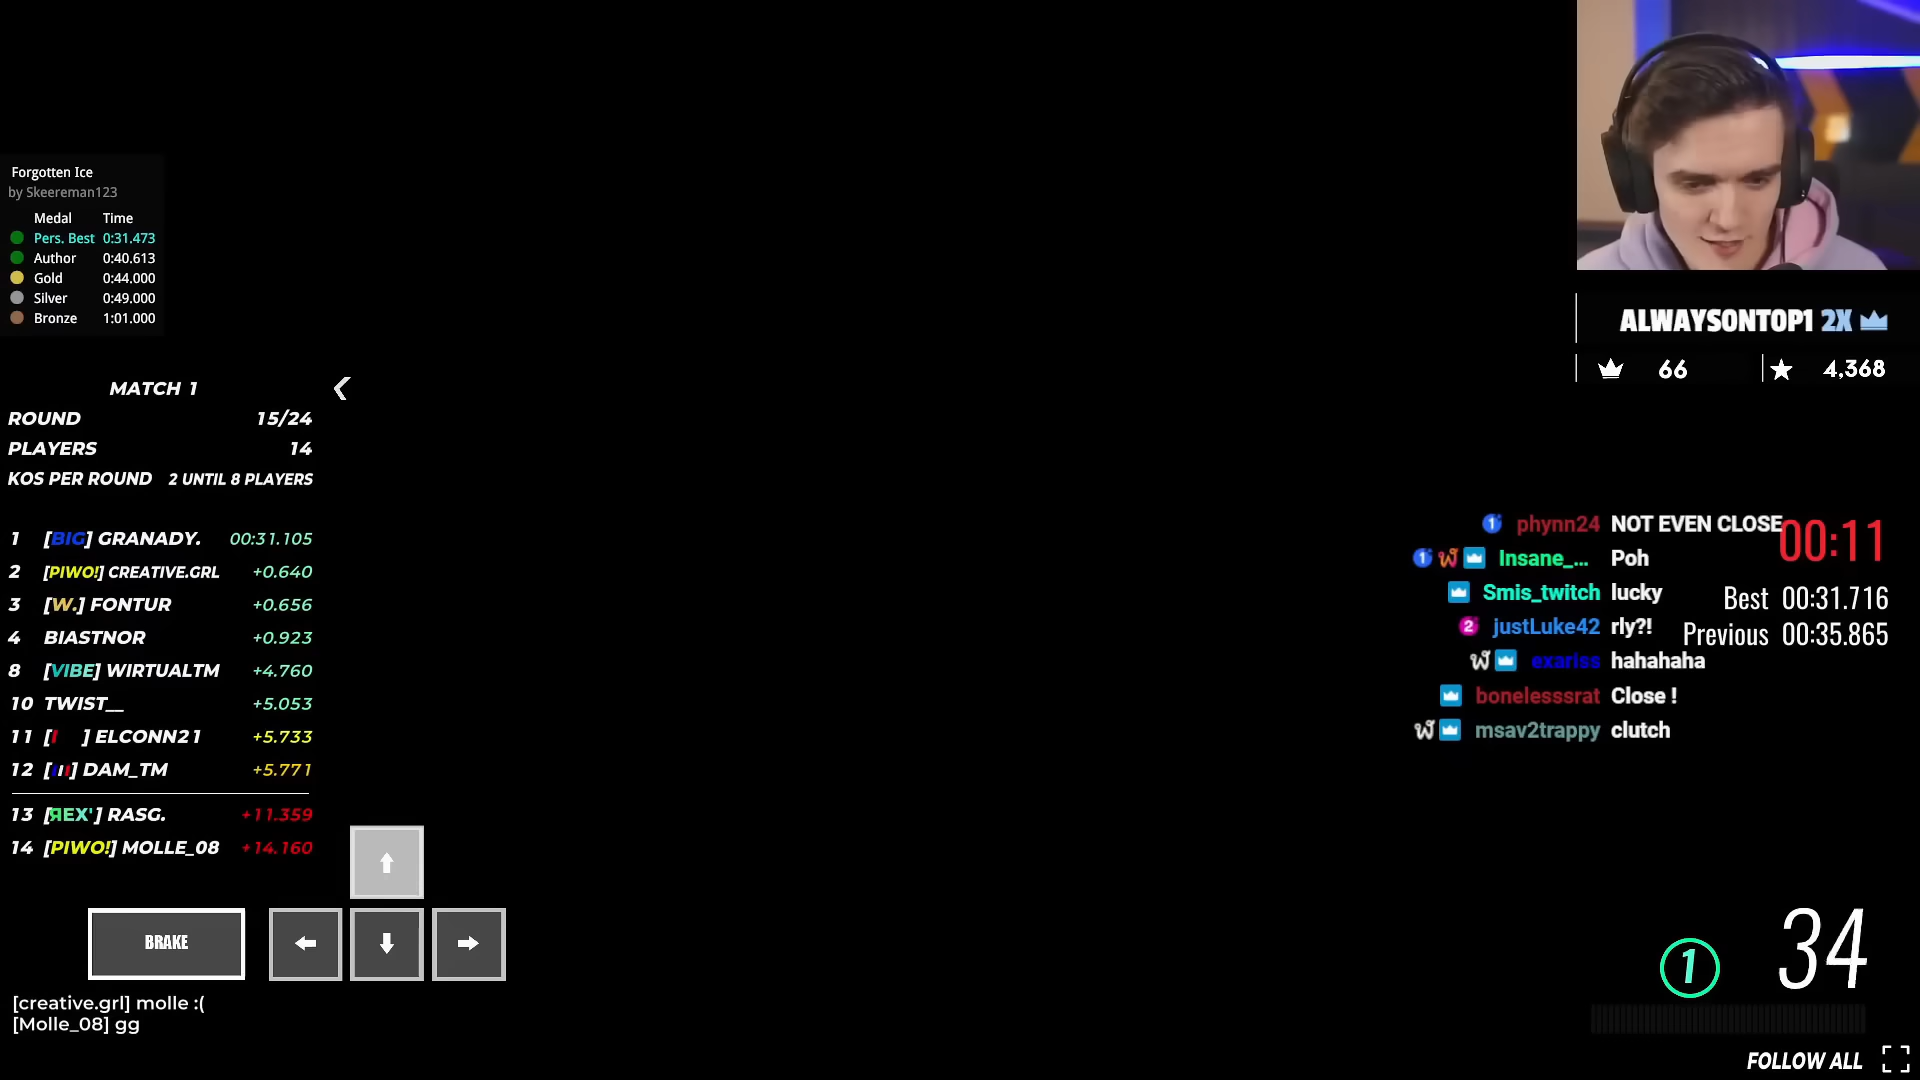 Forgotten Ice
by Skeereman123
Medal Time
Pers. Best 0:31.473
Author 0:40.613
Gold 0:44.000
Silver 0:49.000
Bronze 1:01.000
MATCH 1
ROUND 15/24
PLAYERS 14
KOS PER ROUND 2 UNTIL 8 PLAYERS
1 [BIG] GRANADY. 00:31.105
2 [PIWO!] CREATIVE.GRL +0.640
3 [W.] FONTUR +0.656
4 BIASTNOR +0.923
8 [VIBE] WIRTUALTM +4.760
10 TWIST__ +5.053
11 [I ] ELCONN21 +5.733
12 [III] DAM_TM +5.771
13 [ЯEX'] RASG. +11.359
14 [PIWO!] MOLLE_08 +14.160
BRAKE
[creative.grl] molle :(
[Molle_08] gg
ALWAYSONTOP1 2X
66 4,368
phynn24 NOT EVEN CLOSE
Insane_... Poh
Smis_twitch lucky
justLuke42 rly?!
exariss hahahaha
bonelesssrat Close !
msav2trappy clutch
00:11
Best 00:31.716
Previous 00:35.865
1 34
FOLLOW ALL